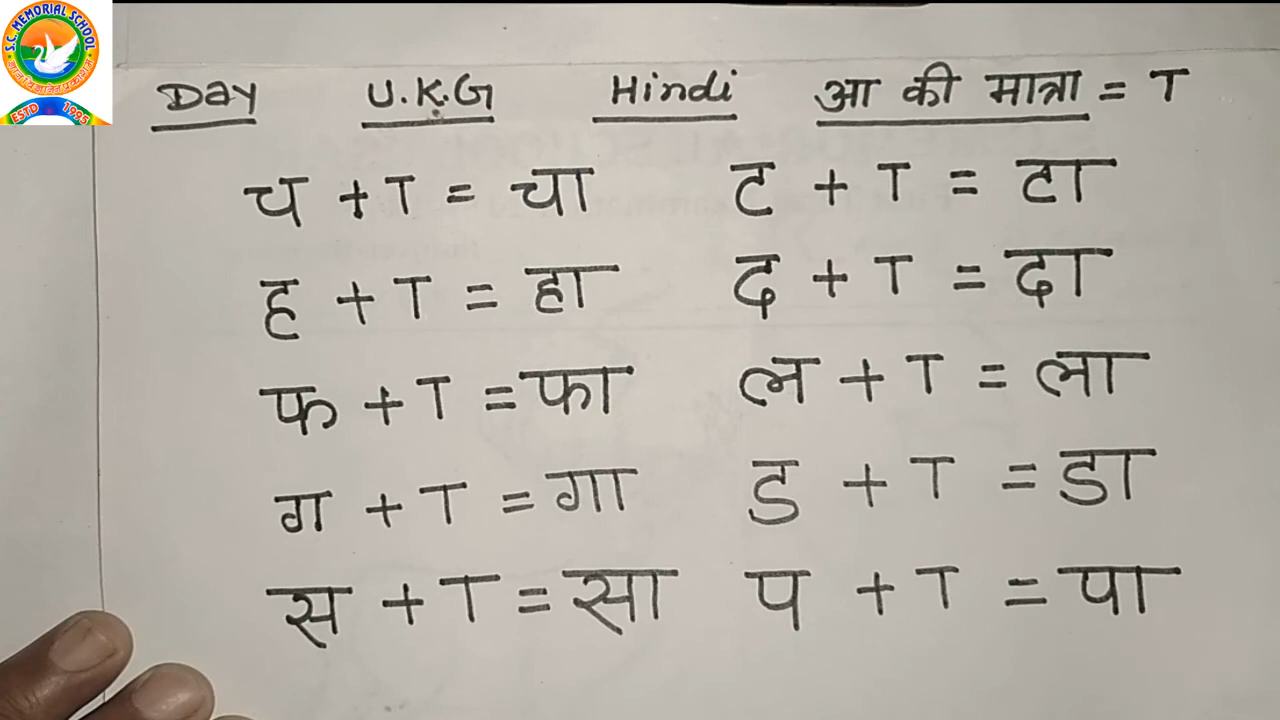 S.C. MEMORIAL SCHOOL
ESTD 1995
Day U.K.G Hindi आ की मात्रा = ा
च + ा = चा ट + ा = टा
ह + ा = हा द + ा = दा
फ + ा = फा ल + ा = ला
ग + ा = गा ड + ा = डा
स + ा = सा प + ा = पा